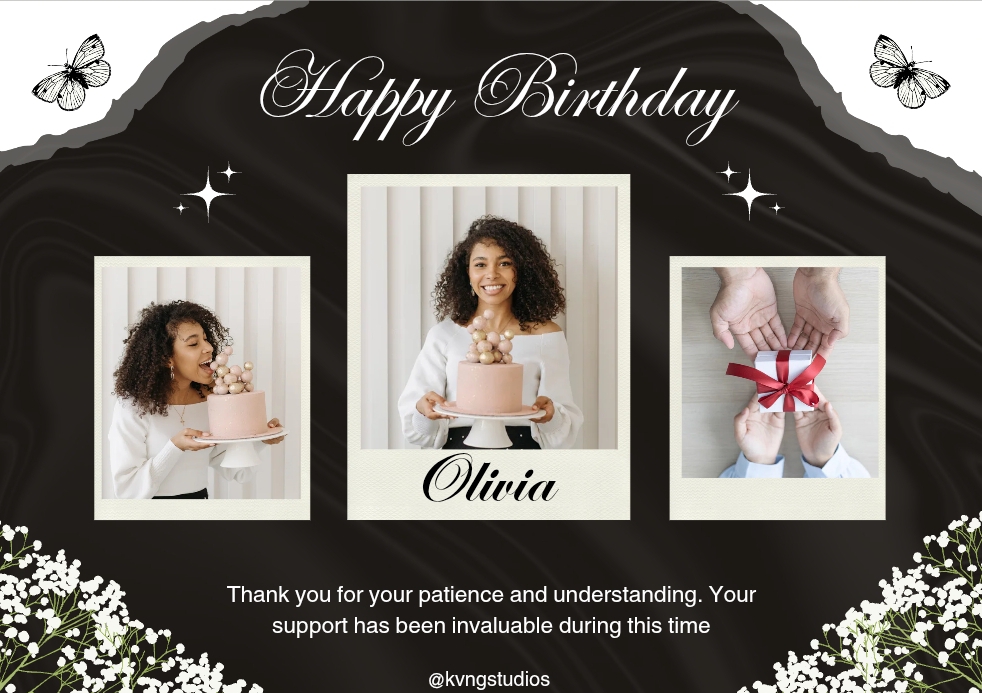 Happy Birthday
Olivia
Thank you for your patience and understanding. Your
support has been invaluable during this time
@kvngstudios